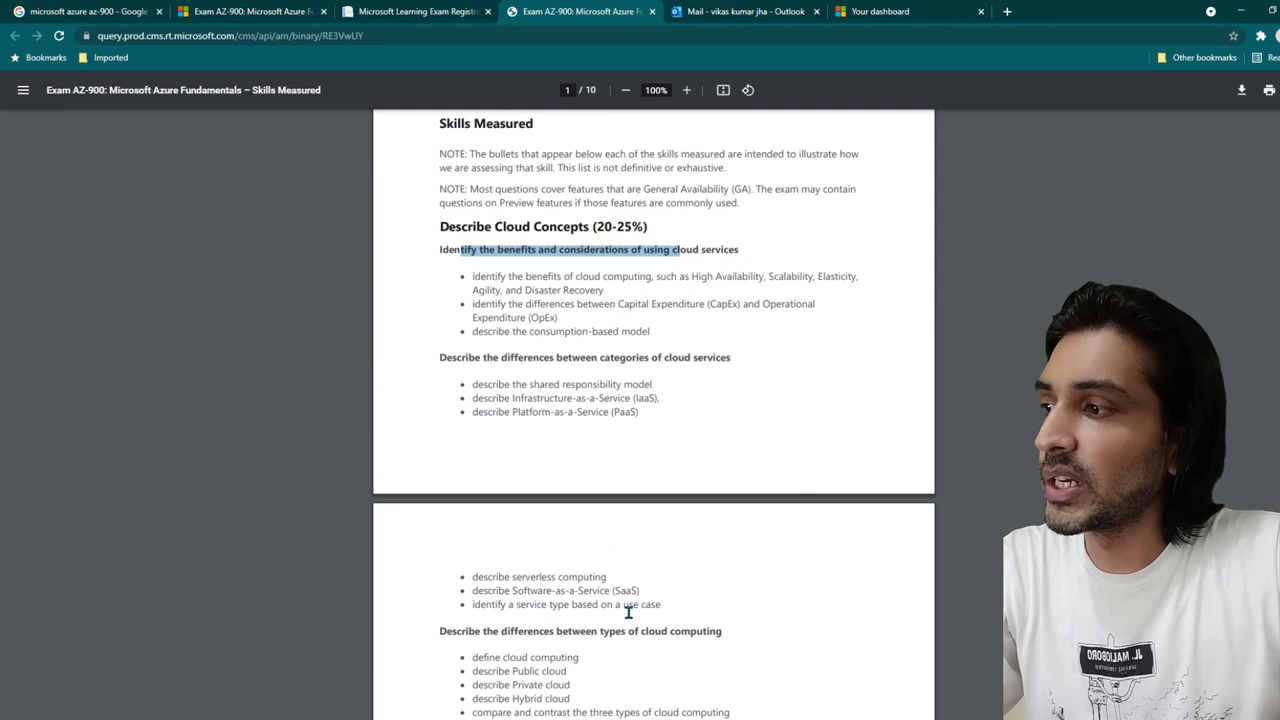 microsoft azure az-900 - Google
Exam AZ-900: Microsoft Azure Fu
Microsoft Learning Exam Registra
Exam AZ-900: Microsoft Azure Fu
Mail - vikas kumar jha - Outlook
Your dashboard
query.prod.cms.rt.microsoft.com/cms/api/am/binary/RE3VwUY
Bookmarks
Imported
Other bookmarks
Rea
Exam AZ-900: Microsoft Azure Fundamentals – Skills Measured
1 / 10
100%
Skills Measured
NOTE: The bullets that appear below each of the skills measured are intended to illustrate how
we are assessing that skill. This list is not definitive or exhaustive.
NOTE: Most questions cover features that are General Availability (GA). The exam may contain
questions on Preview features if those features are commonly used.
Describe Cloud Concepts (20-25%)
Identify the benefits and considerations of using cloud services
• identify the benefits of cloud computing, such as High Availability, Scalability, Elasticity,
Agility, and Disaster Recovery
• identify the differences between Capital Expenditure (CapEx) and Operational
Expenditure (OpEx)
• describe the consumption-based model
Describe the differences between categories of cloud services
• describe the shared responsibility model
• describe Infrastructure-as-a-Service (IaaS),
• describe Platform-as-a-Service (PaaS)
• describe serverless computing
• describe Software-as-a-Service (SaaS)
• identify a service type based on a use case
Describe the differences between types of cloud computing
• define cloud computing
• describe Public cloud
• describe Private cloud
• describe Hybrid cloud
• compare and contrast the three types of cloud computing
JL. MALIOBORO